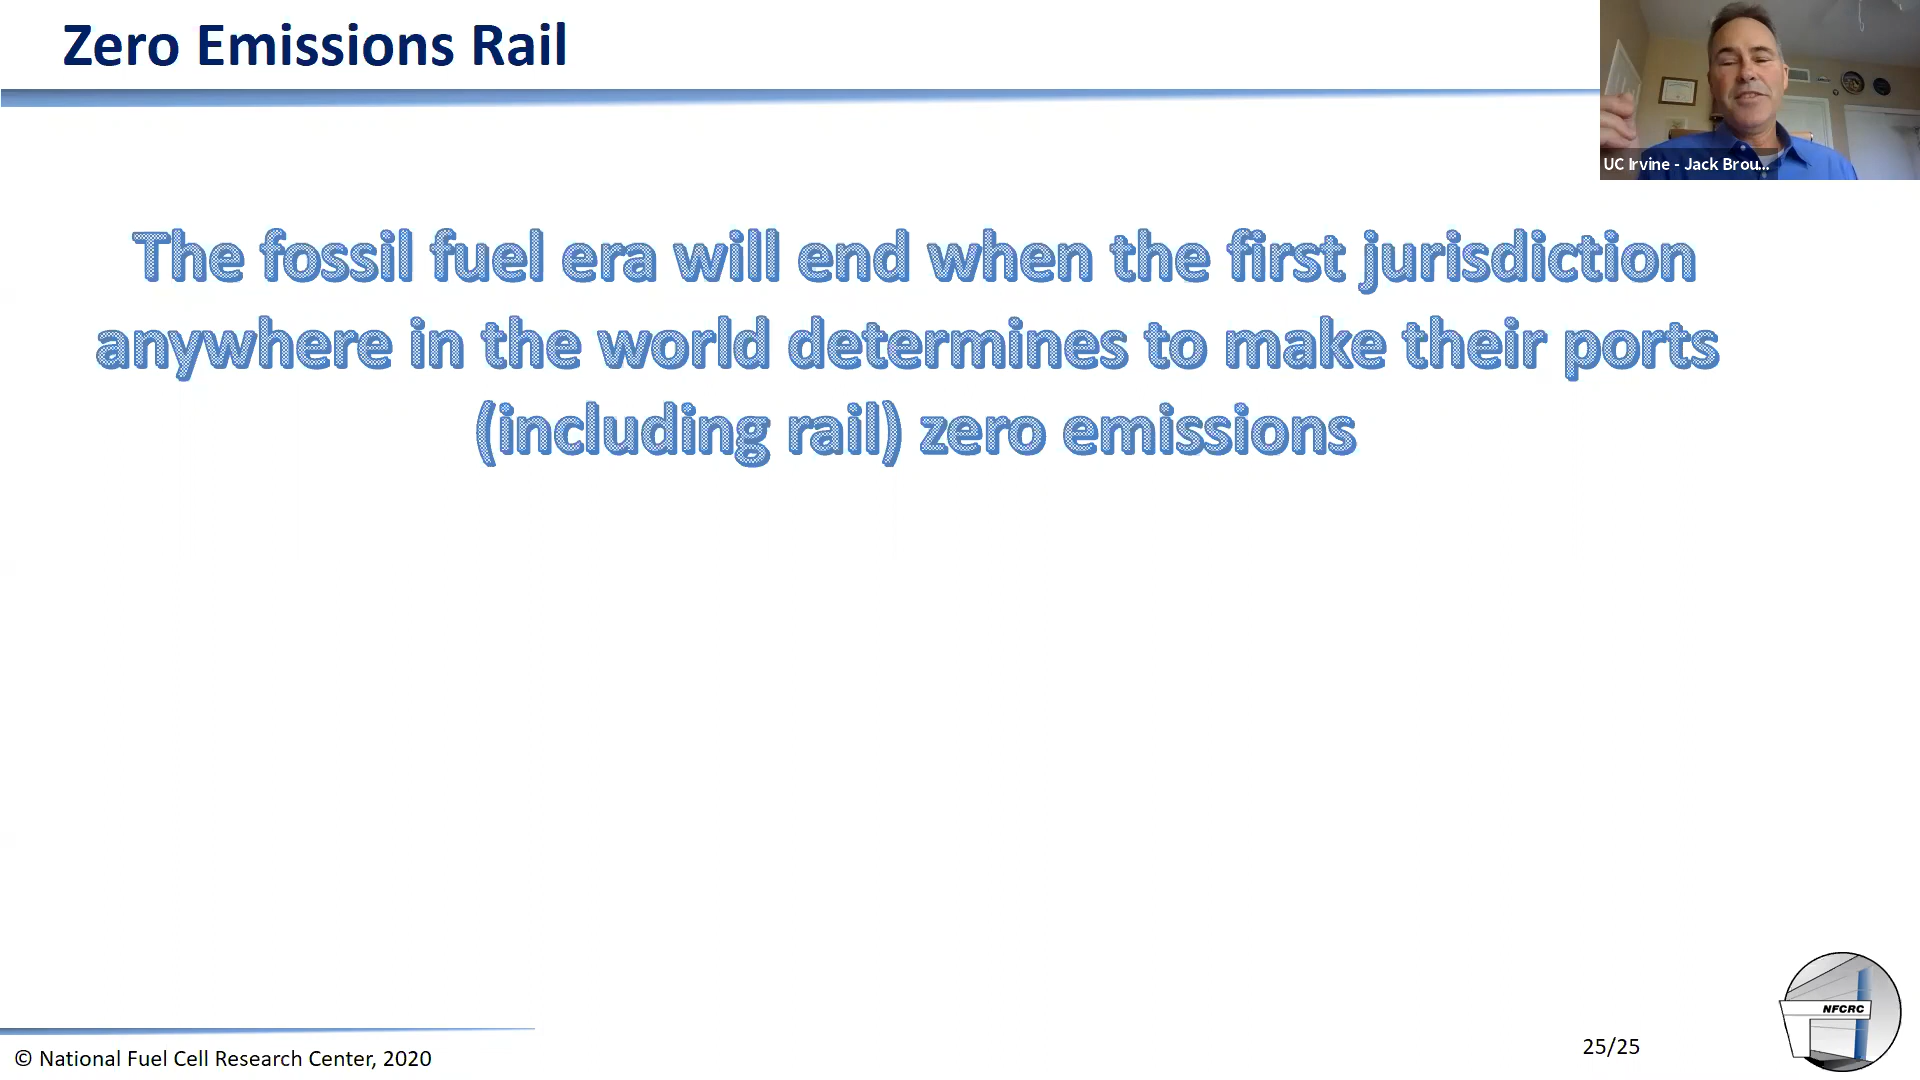 Zero Emissions Rail
UC Irvine - Jack Brou...
The fossil fuel era will end when the first jurisdiction
anywhere in the world determines to make their ports
(including rail) zero emissions
NFCRC
25/25
© National Fuel Cell Research Center, 2020